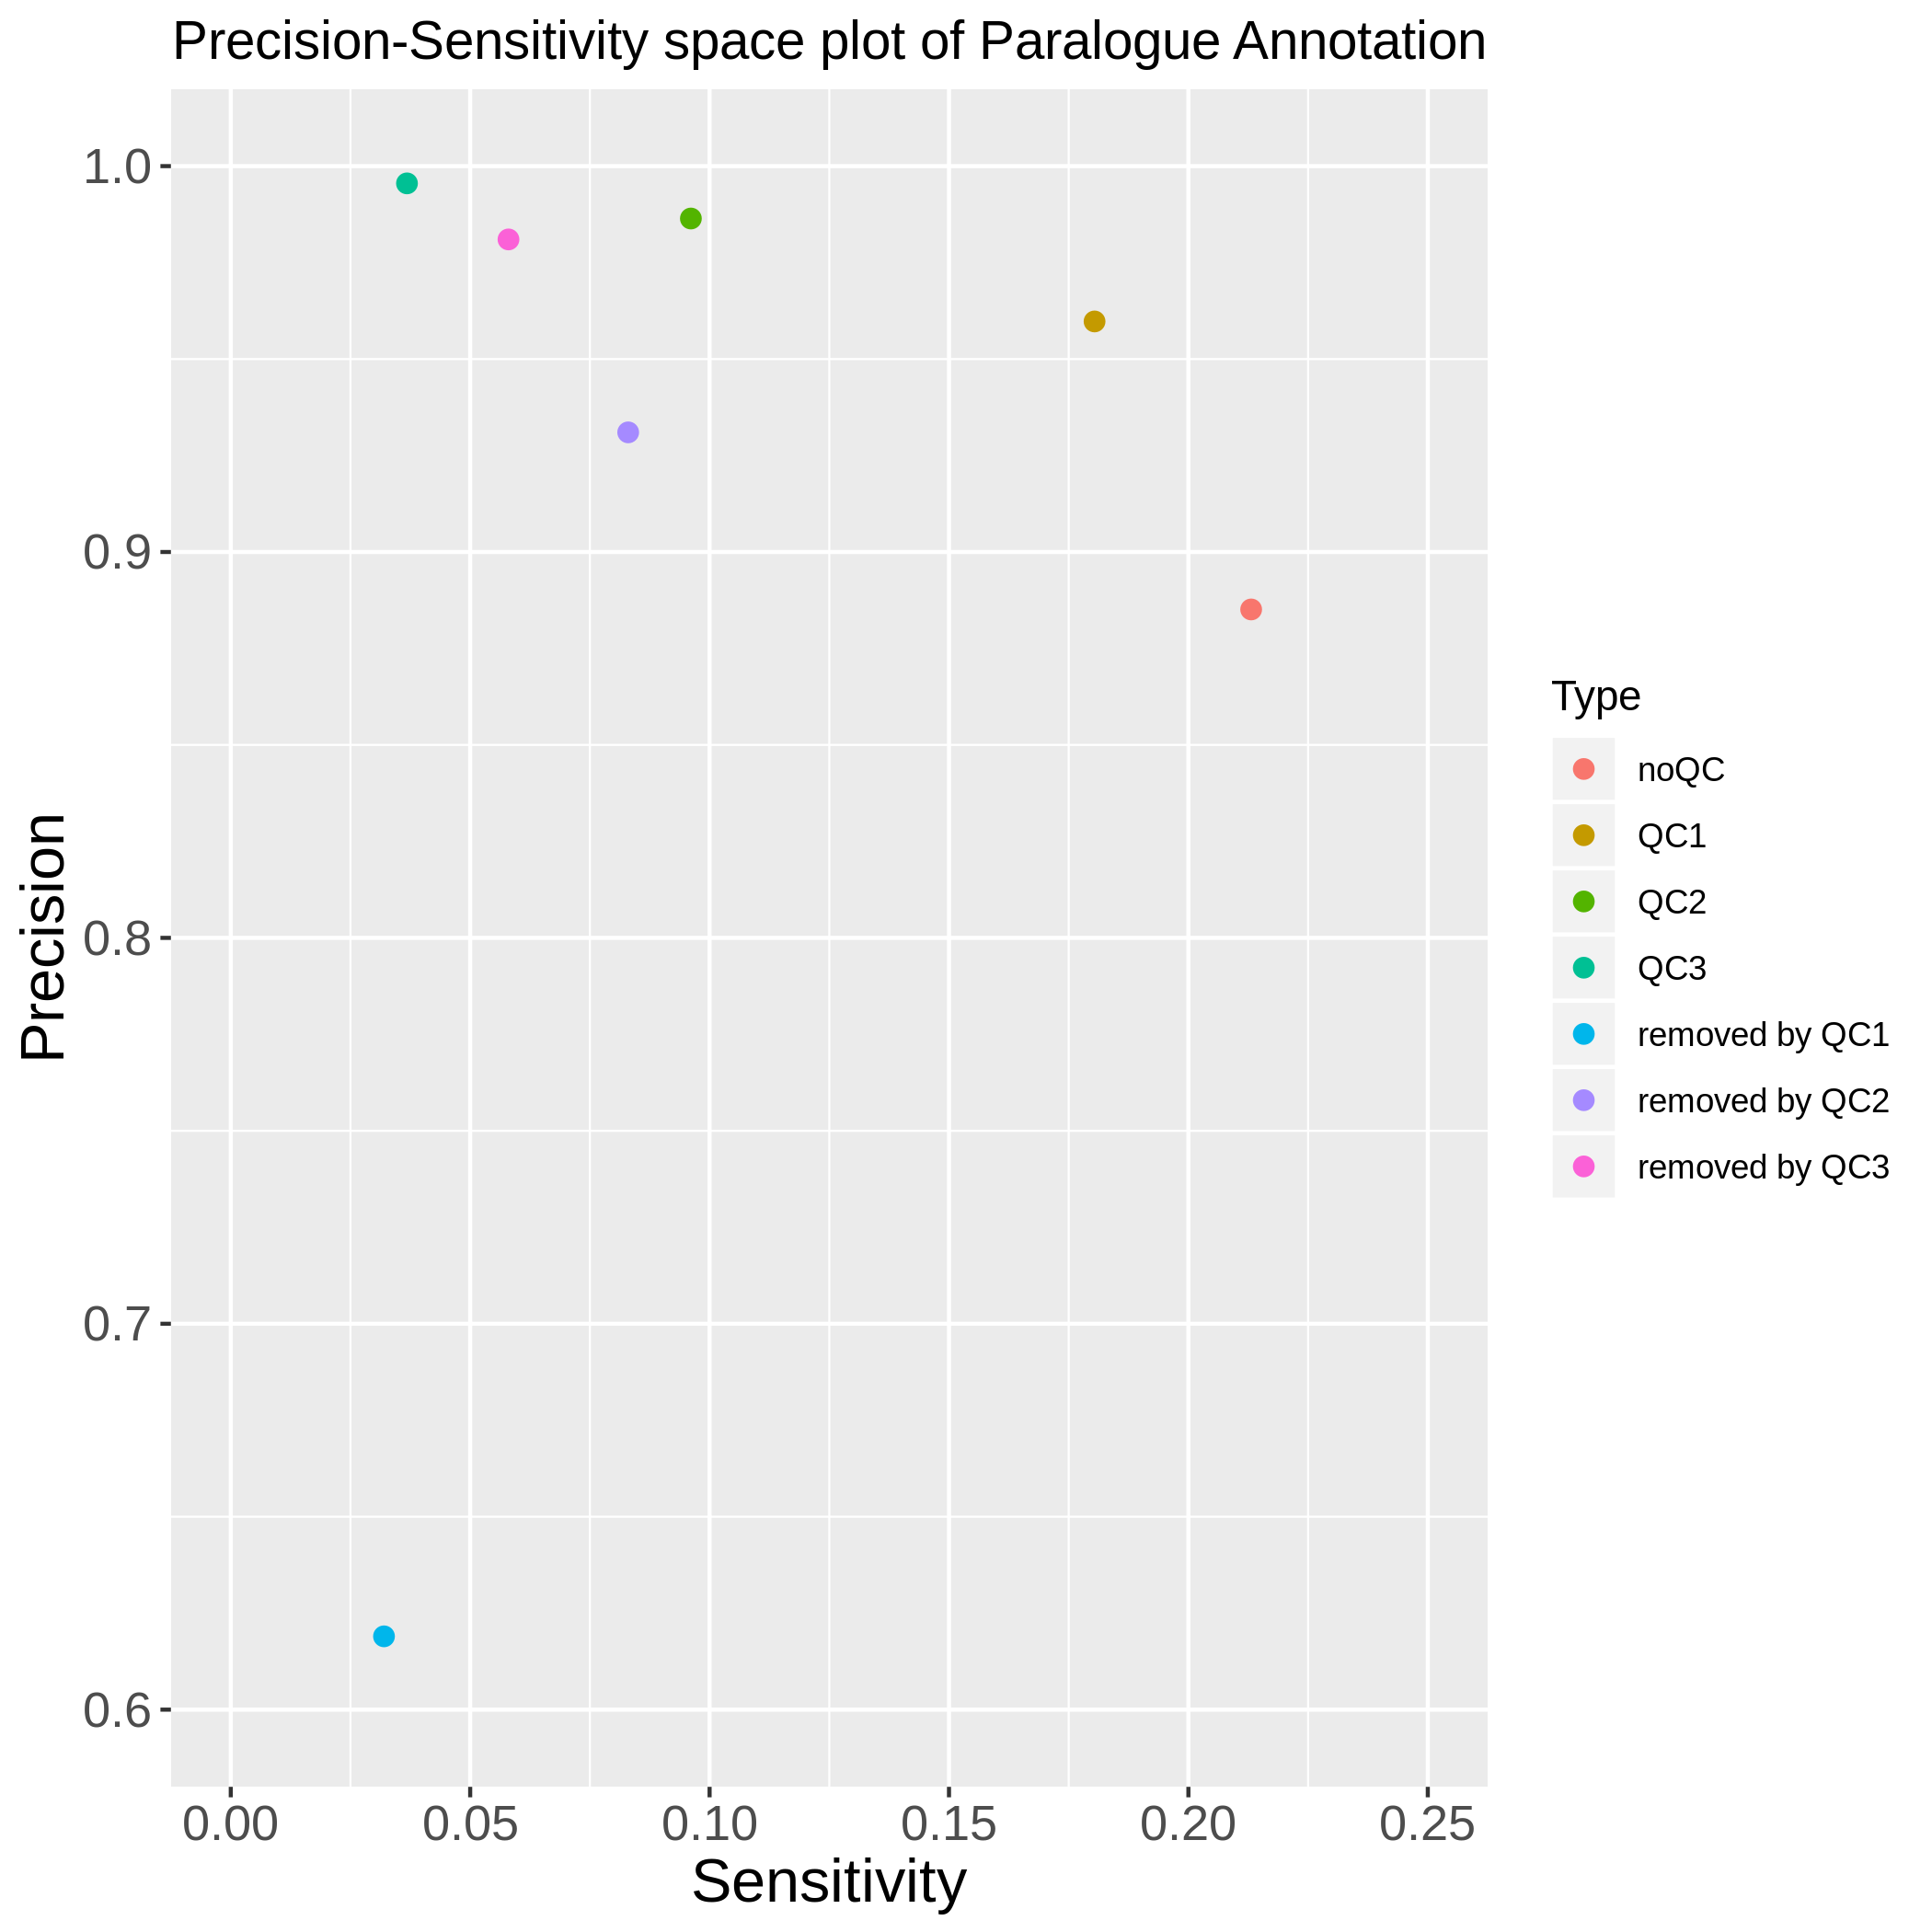 Precision-Sensitivity space plot of Paralogue Annotation
1.0
0.9
0.8
0.7
0.6
Precision
0.00 0.05 0.10 0.15 0.20 0.25
Sensitivity
Type
noQC
QC1
QC2
QC3
removed by QC1
removed by QC2
removed by QC3